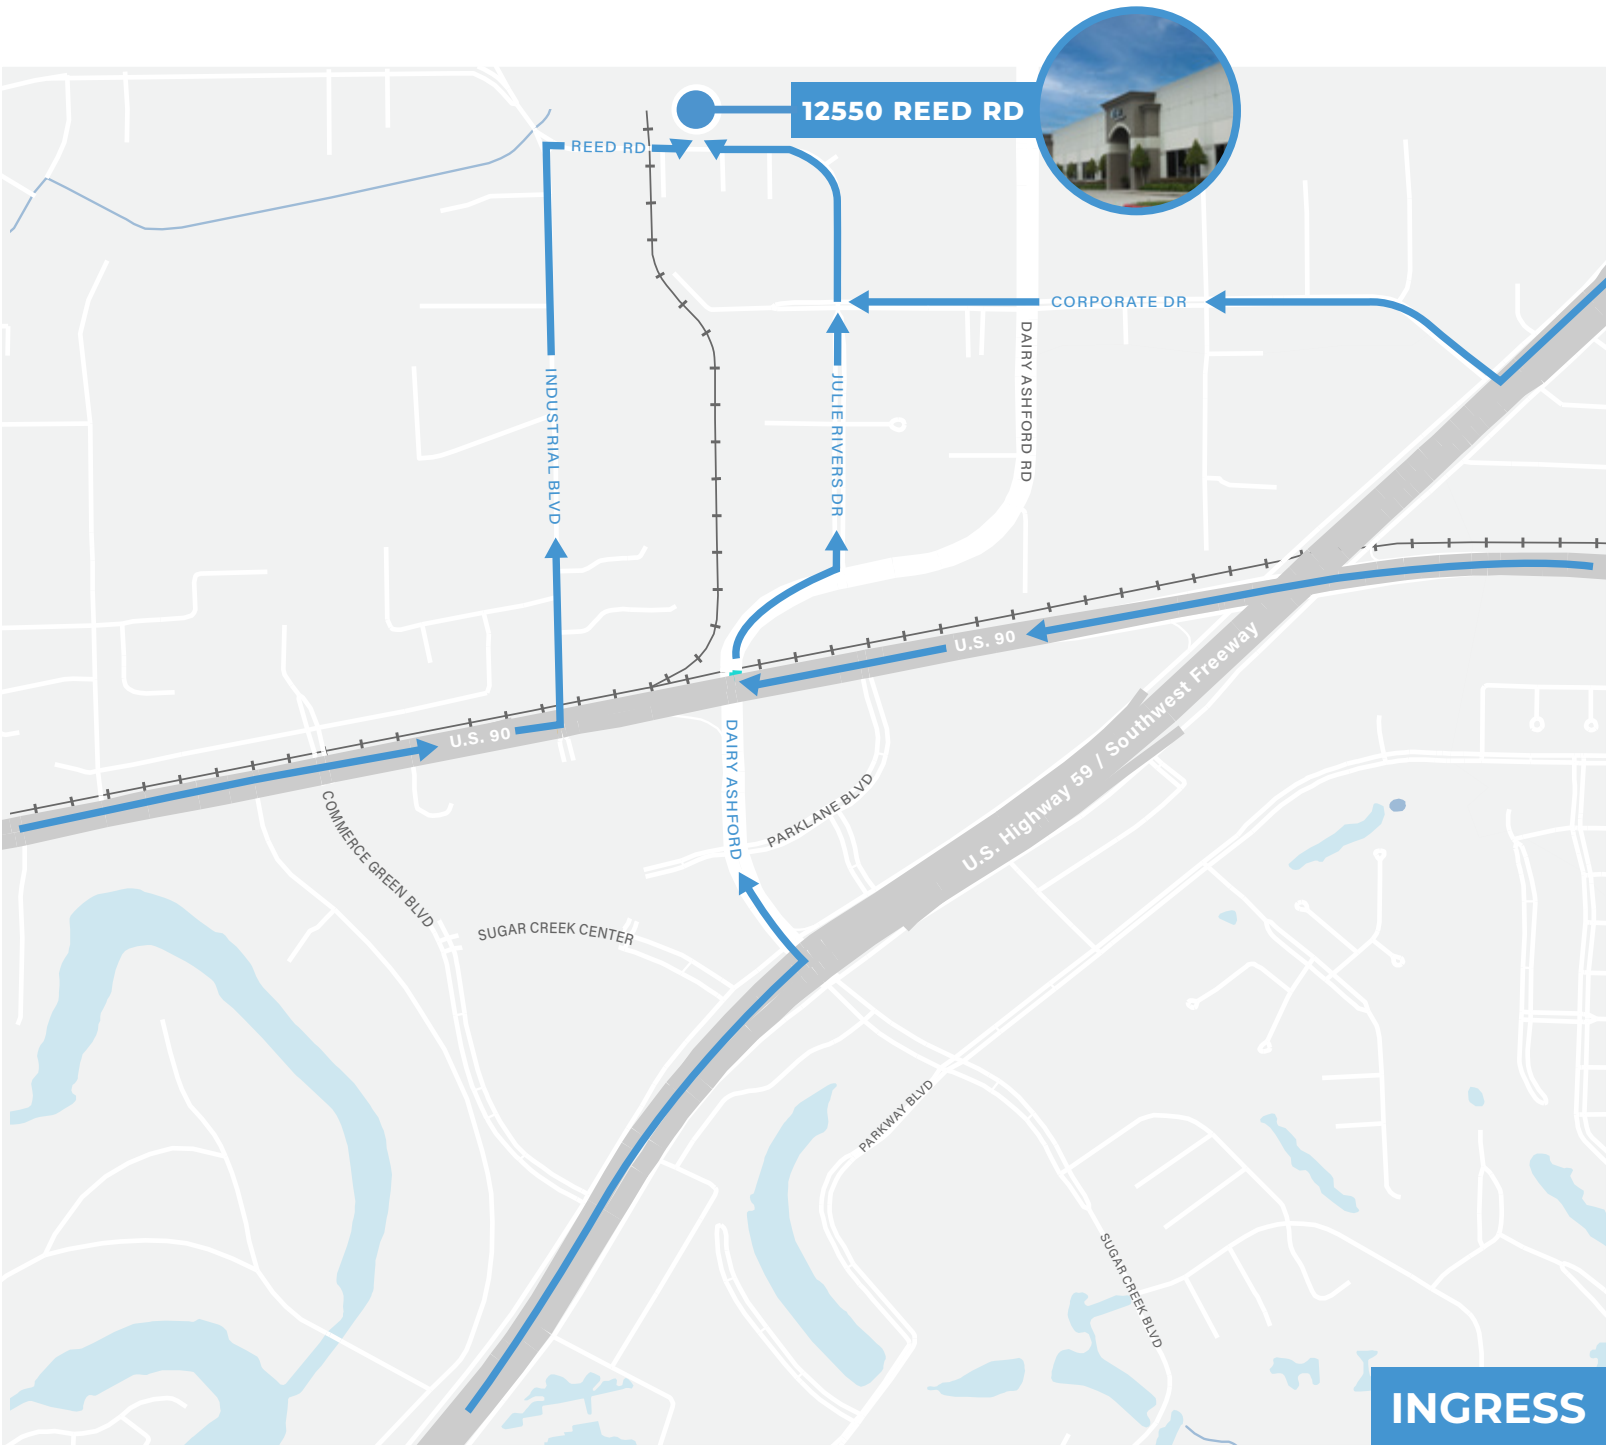 12550 REED RD
REED RD
CORPORATE DR
DAIRY ASHFORD RD
INDUSTRIAL BLVD
JULIE RIVERS DR
U.S. 90
U.S. 90
U.S. Highway 59 / Southwest Freeway
DAIRY ASHFORD
PARKLANE BLVD
COMMERCE GREEN BLVD
SUGAR CREEK CENTER
PARKWAY BLVD
SUGAR CREEK BLVD
INGRESS